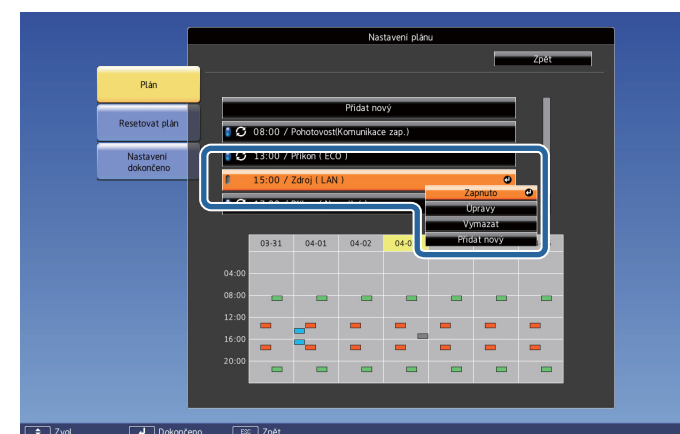 Nastavení plánu
Zpět
Plán
Resetovat plán
Nastavení
dokončeno
Přidat nový
08:00 / Pohotovost(Komunikace zap.)
13:00 / Příkon ( ECO )
15:00 / Zdroj ( LAN )
Zapnuto
Úpravy
Vymazat
Přidat nový
03-31 04-01 04-02
04:00
08:00
12:00
16:00
20:00
Zvol Dokončeno ESC Zpět